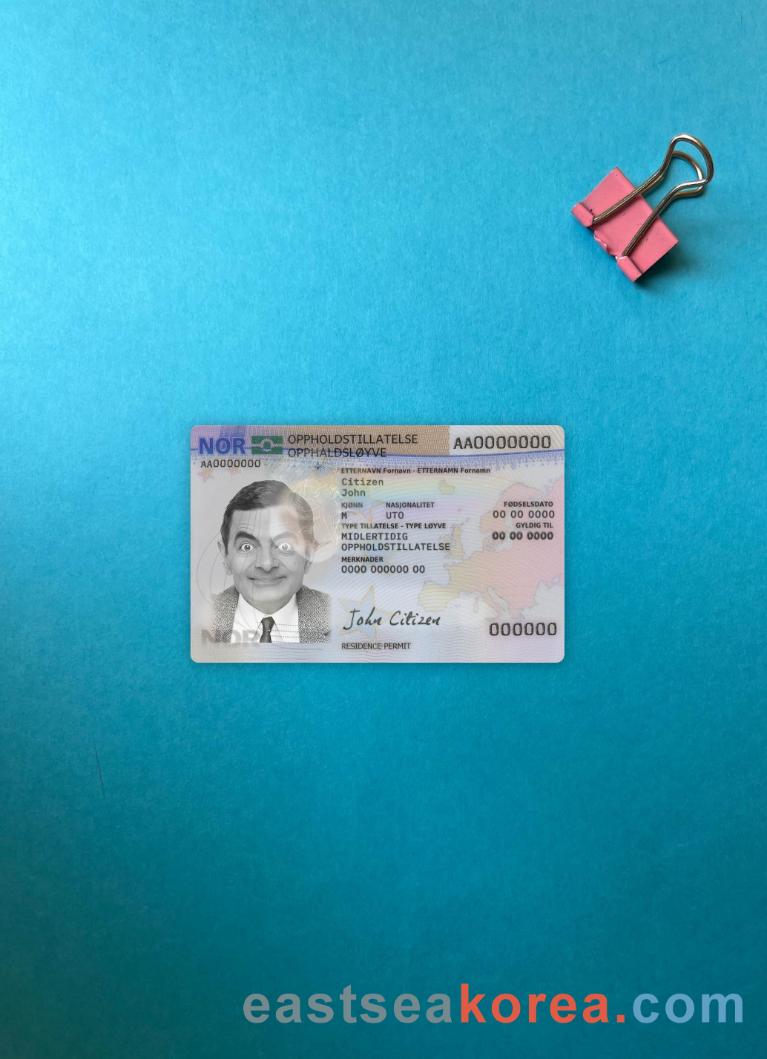 NOR OPPHOLDSTILLATELSE AA0000000
OPPHALDSLØYVE
AA0000000
ETTERNAVN Fornavn - ETTERNAMN Fornamn
Citizen
John
KJØNN NASJONALITET FØDSELSDATO
M UTO 00 00 0000
TYPE TILLATELSE - TYPE LØYVE GYLDIG TIL
MIDLERTIDIG 00 00 0000
OPPHOLDSTILLATELSE
MERKNADER
0000 000000 00
John Citizen
000000
NOR
RESIDENCE PERMIT
eastseakorea.com